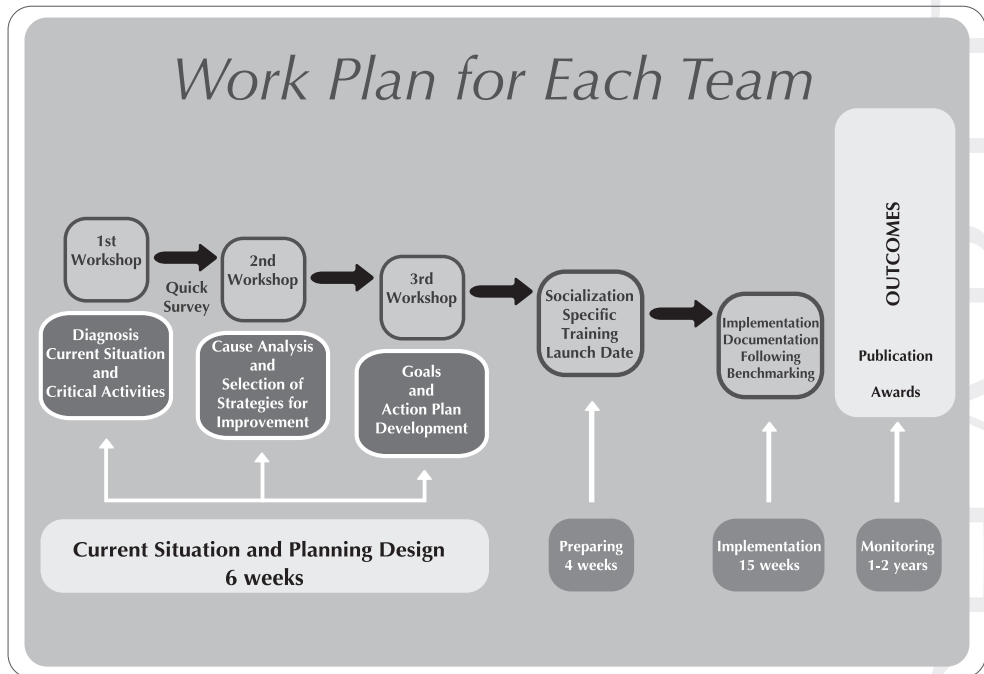 Work Plan for Each Team
1st
Workshop
Quick
Survey
2nd
Workshop
3rd
Workshop
Socialization
Specific
Training
Launch Date
Implementation
Documentation
Following
Benchmarking
OUTCOMES
Publication
Awards
Diagnosis
Current Situation
and
Critical Activities
Cause Analysis
and
Selection of
Strategies for
Improvement
Goals
and
Action Plan
Development
Current Situation and Planning Design
6 weeks
Preparing
4 weeks
Implementation
15 weeks
Monitoring
1-2 years